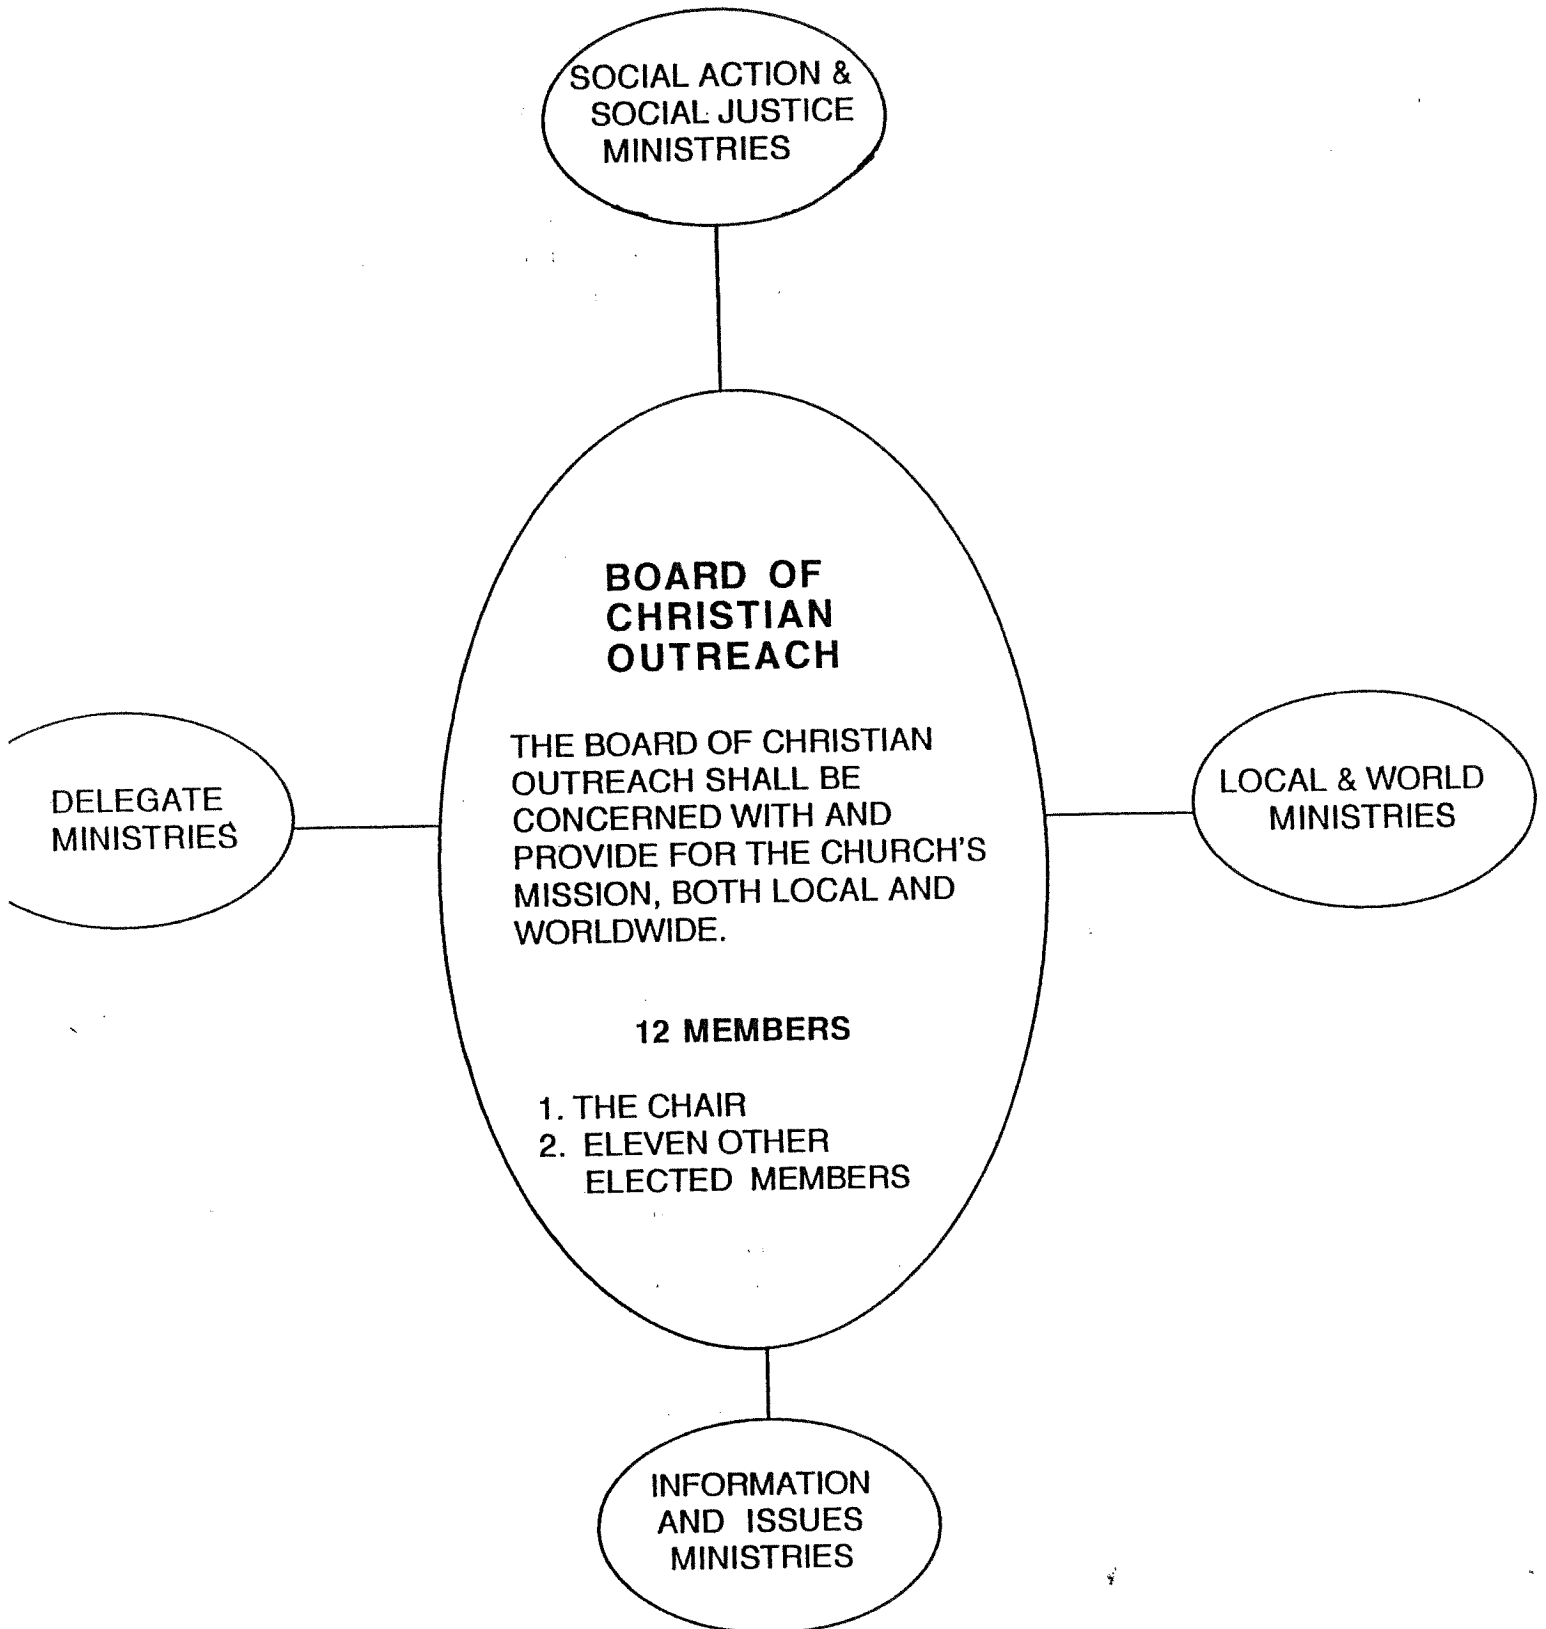 SOCIAL ACTION &
SOCIAL JUSTICE
MINISTRIES
BOARD OF
CHRISTIAN
OUTREACH
THE BOARD OF CHRISTIAN
OUTREACH SHALL BE
CONCERNED WITH AND
PROVIDE FOR THE CHURCH'S
MISSION, BOTH LOCAL AND
WORLDWIDE.
12 MEMBERS
1. THE CHAIR
2. ELEVEN OTHER
ELECTED MEMBERS
DELEGATE
MINISTRIES
LOCAL & WORLD
MINISTRIES
INFORMATION
AND ISSUES
MINISTRIES